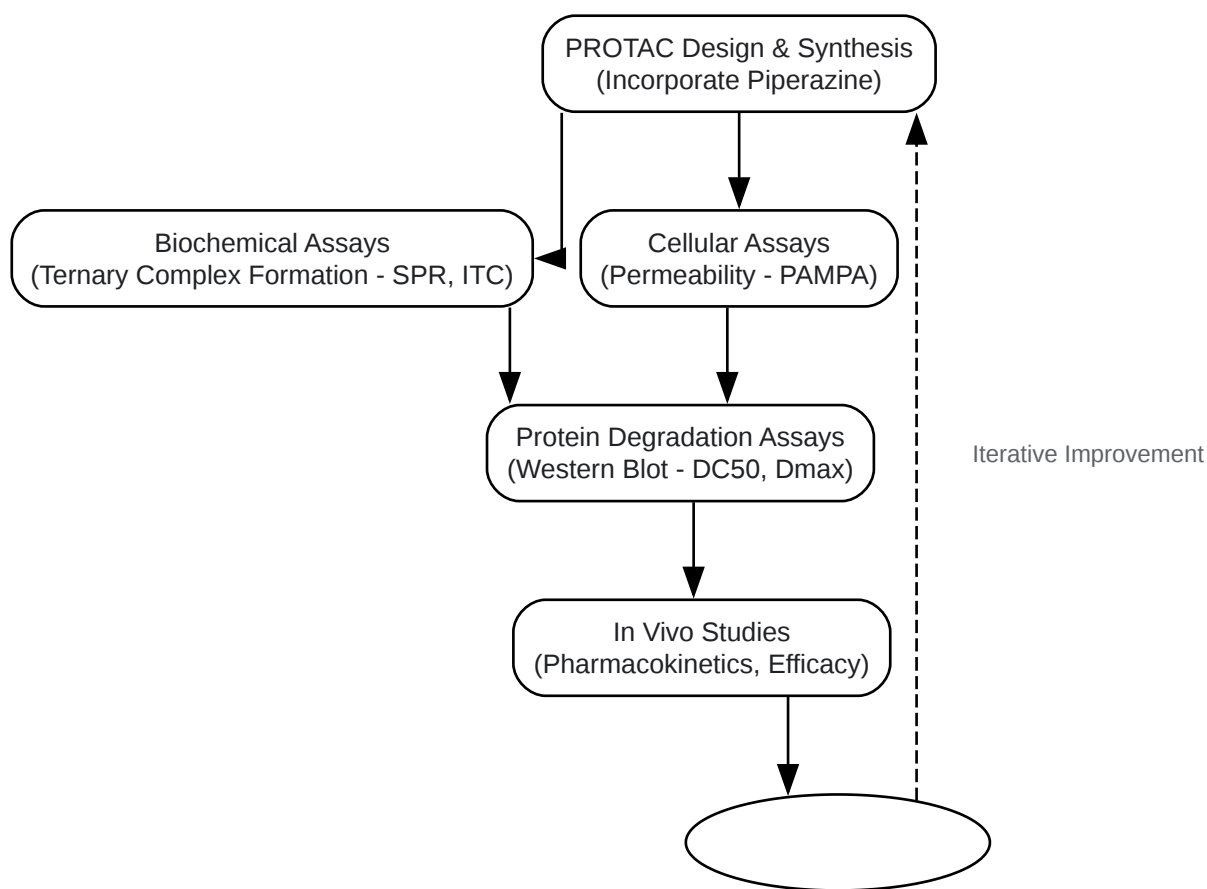 PROTAC Design & Synthesis
(Incorporate Piperazine)
Biochemical Assays
(Ternary Complex Formation - SPR, ITC)
Cellular Assays
(Permeability - PAMPA)
Protein Degradation Assays
(Western Blot - DC50, Dmax)
Iterative Improvement
In Vivo Studies
(Pharmacokinetics, Efficacy)